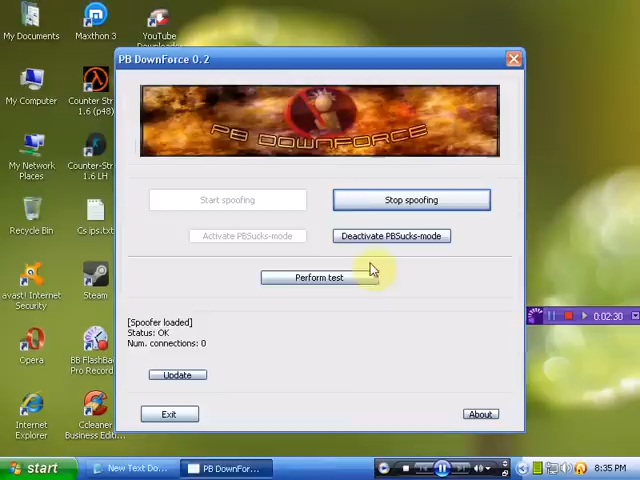 My Documents
Maxthon 3
YouTube
Downloader
PB DownForce 0.2
My Computer
Counter Str
1.6 (p48)
PB DOWNFORCE
My Network
Places
Counter-Str
1.6 LH
Start spoofing
Stop spoofing
Recycle Bin
Cs ips.txt
Activate PBSucks-mode
Deactivate PBSucks-mode
Perform test
avast! Internet
Security
Steam
[Spoofer loaded]
Status: OK
Num. connections: 0
0:02:30
Opera
BB FlashBac
Pro Record
Update
Internet
Explorer
CCleaner
Business Edit...
Exit
About
start
New Text Do...
PB DownFor...
8:35 PM